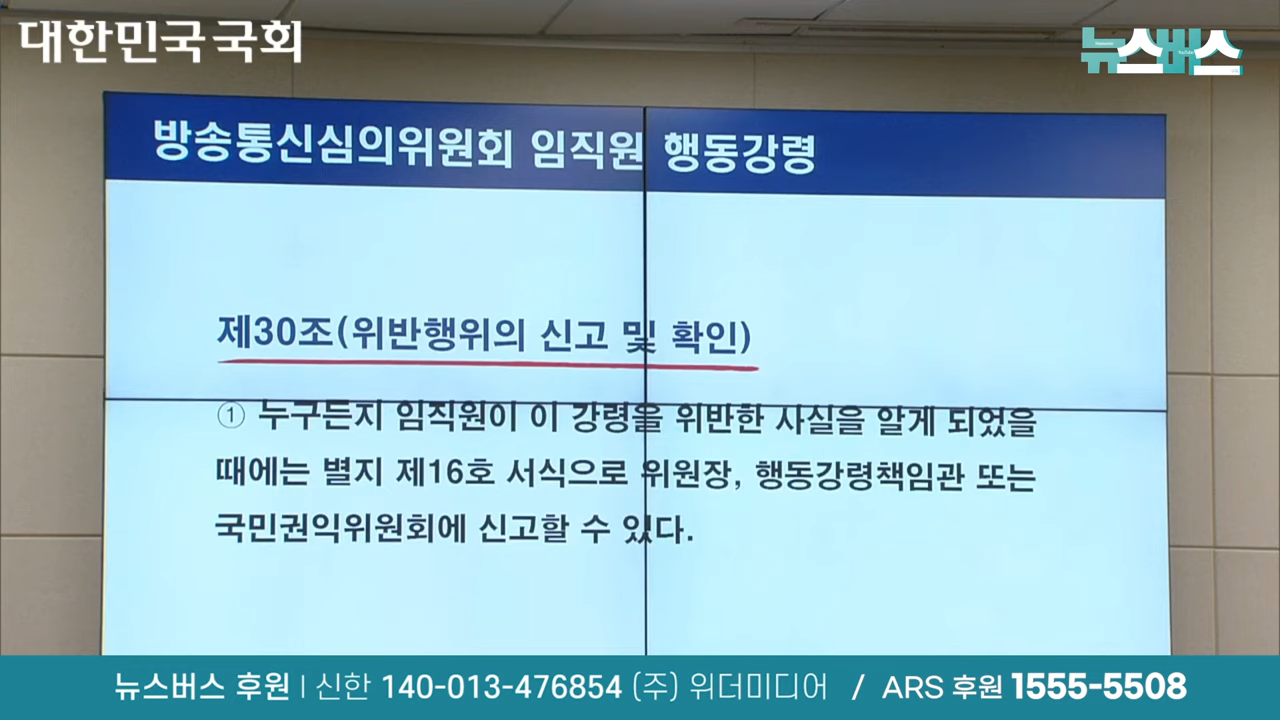 대한민국국회
뉴스버스
방송통신심의위원회 임직원 행동강령
제30조(위반행위의 신고 및 확인)
① 누구든지 임직원이 이 강령을 위반한 사실을 알게 되었을
때에는 별지 제16호 서식으로 위원장, 행동강령책임관 또는
국민권익위원회에 신고할 수 있다.
뉴스버스 후원 | 신한 140-013-476854 (주) 위더미디어 / ARS 후원 1555-5508